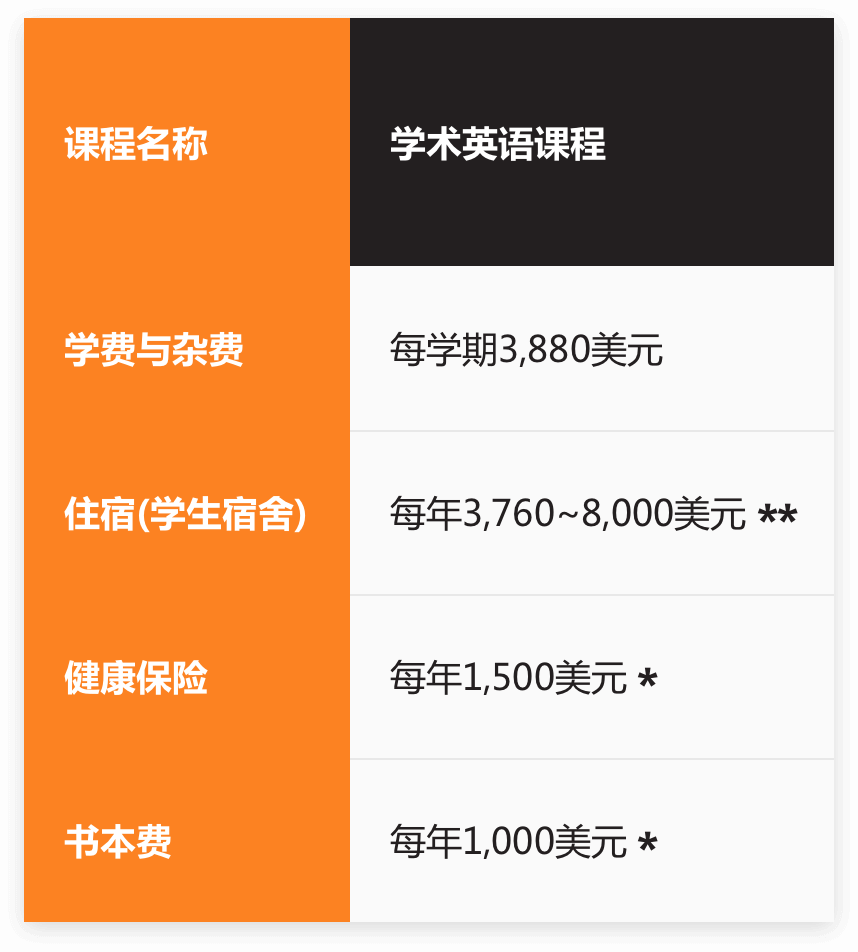 课程名称 学术英语课程
学费与杂费 每学期3,880美元
住宿(学生宿舍) 每年3,760~8,000美元 **
健康保险 每年1,500美元 *
书本费 每年1,000美元 *